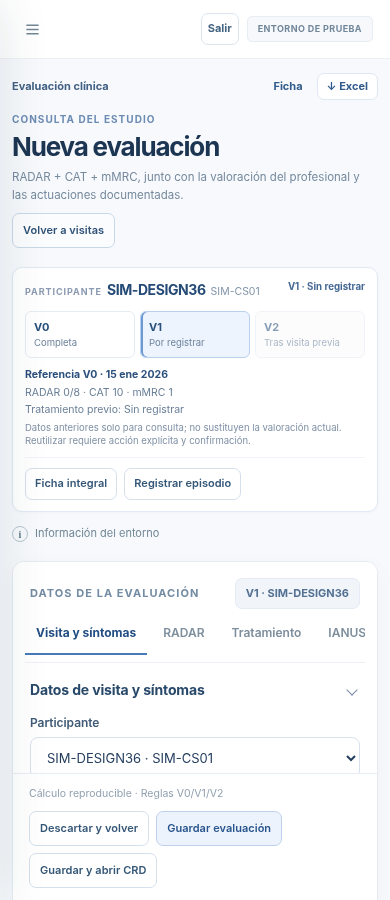 Salir
ENTORNO DE PRUEBA
Evaluación clínica
Ficha
↓ Excel
CONSULTA DEL ESTUDIO
Nueva evaluación
RADAR + CAT + mMRC, junto con la valoración del profesional y
las actuaciones documentadas.
Volver a visitas
PARTICIPANTE SIM-DESIGN36 SIM-CS01
V1 · Sin registrar
V0
Completa
V1
Por registrar
V2
Tras visita previa
Referencia V0 · 15 ene 2026
RADAR 0/8 · CAT 10 · mMRC 1
Tratamiento previo: Sin registrar
Datos anteriores solo para consulta; no sustituyen la valoración actual.
Reutilizar requiere acción explícita y confirmación.
Ficha integral
Registrar episodio
i Información del entorno
DATOS DE LA EVALUACIÓN
V1 · SIM-DESIGN36
Visita y síntomas
RADAR
Tratamiento
IANUS
Datos de visita y síntomas
Participante
SIM-DESIGN36 · SIM-CS01
Cálculo reproducible · Reglas V0/V1/V2
Descartar y volver
Guardar evaluación
Guardar y abrir CRD